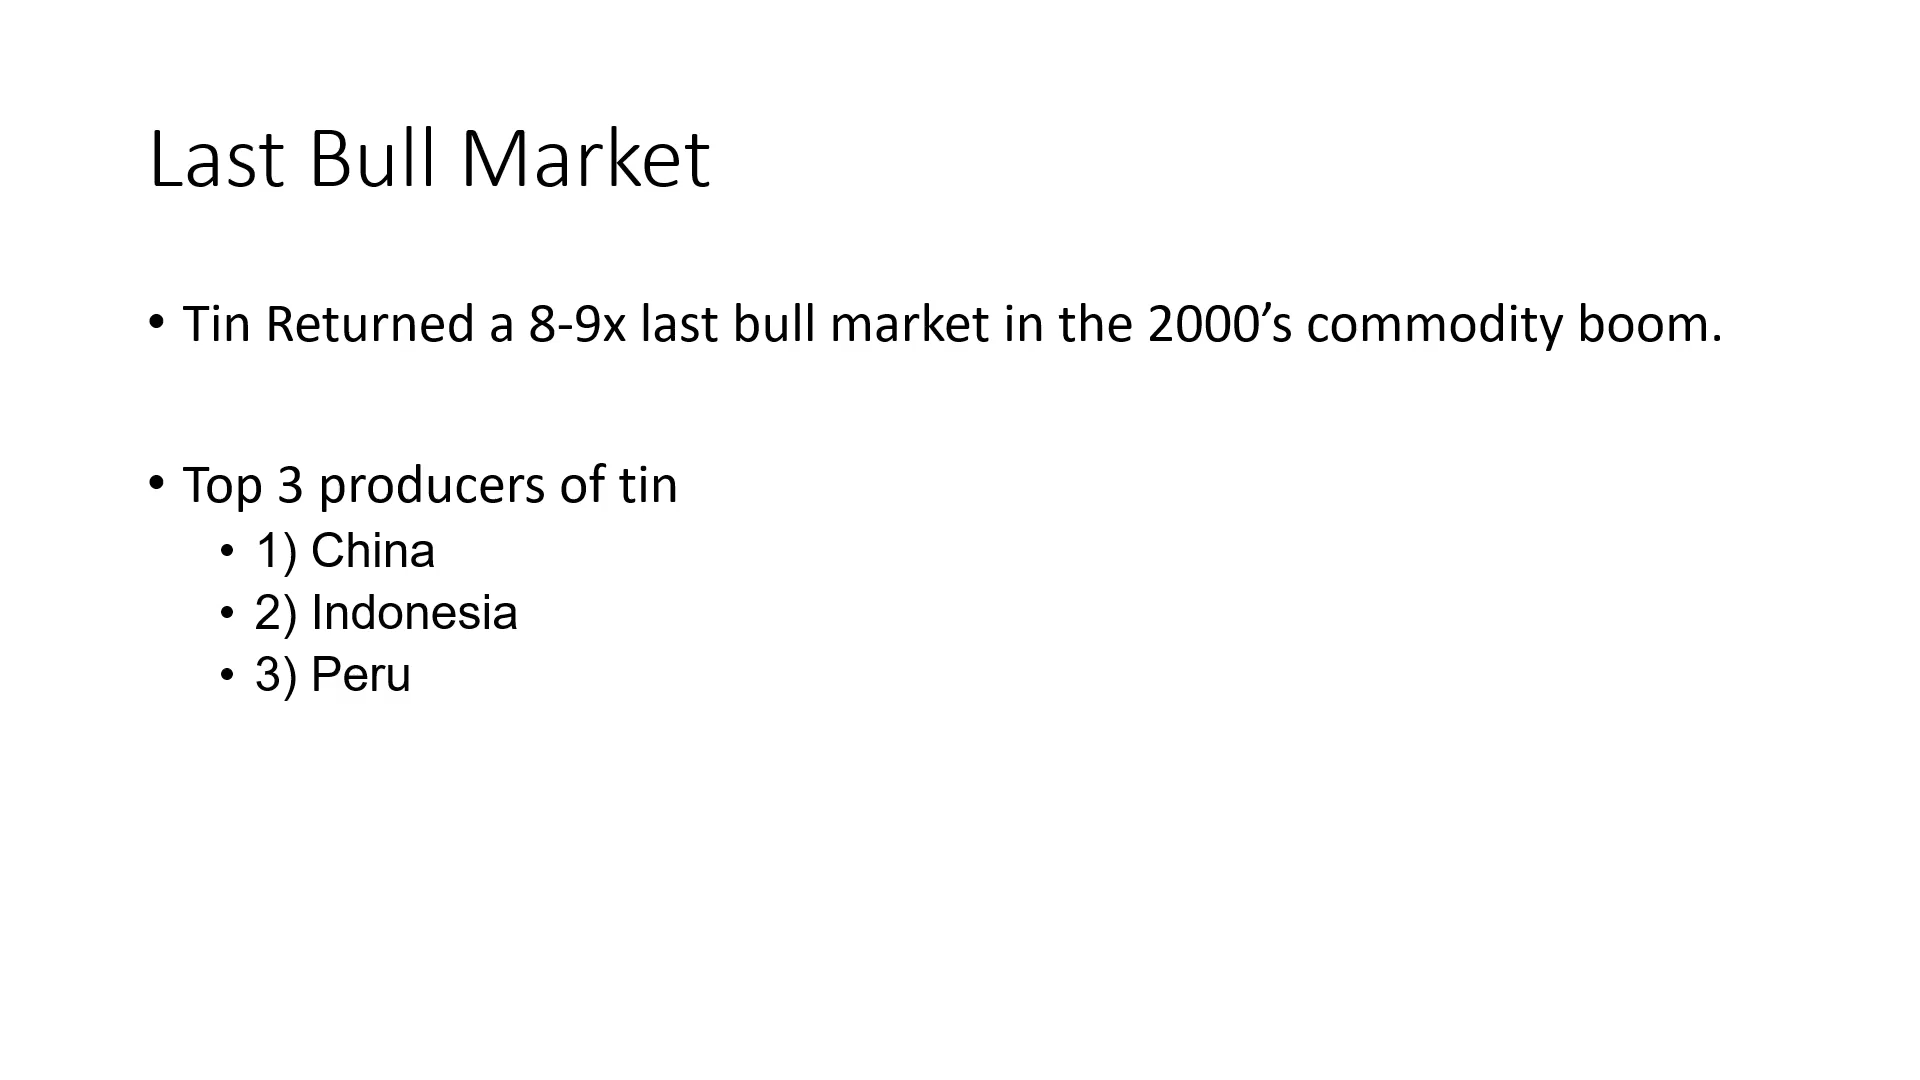 Last Bull Market
• Tin Returned a 8-9x last bull market in the 2000’s commodity boom.
• Top 3 producers of tin
• 1) China
• 2) Indonesia
• 3) Peru